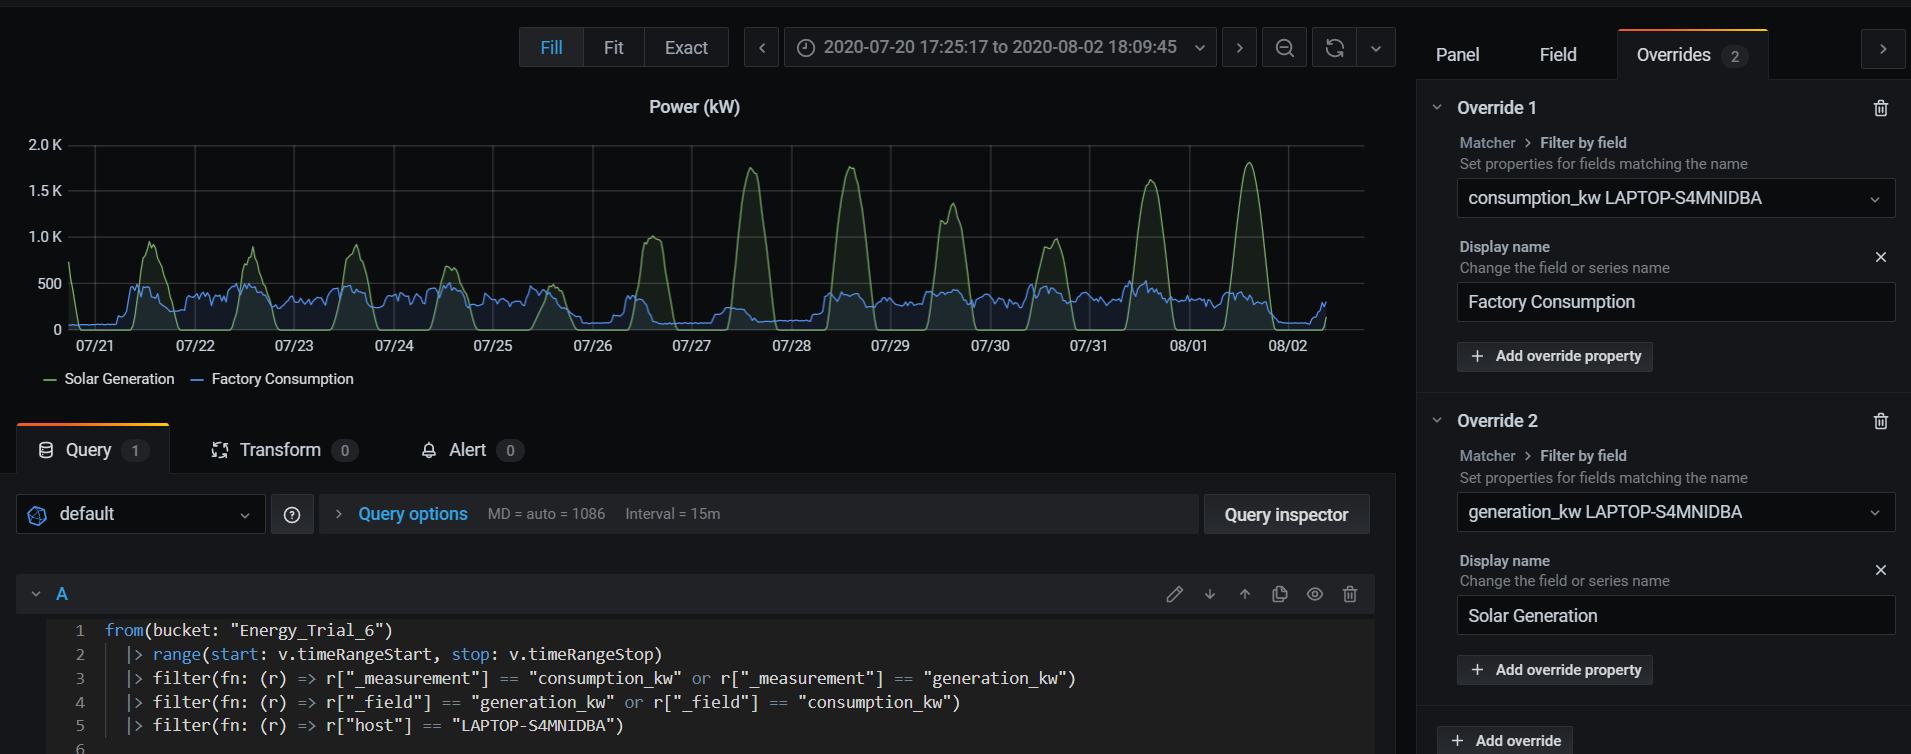 Fill Fit Exact 2020-07-20 17:25:17 to 2020-08-02 18:09:45
Power (kW)
2.0 K
1.5 K
1.0 K
500
0
07/21 07/22 07/23 07/24 07/25 07/26 07/27 07/28 07/29 07/30 07/31 08/01 08/02
Solar Generation Factory Consumption
Query 1 Transform 0 Alert 0
default Query options MD = auto = 1086 Interval = 15m Query inspector
A
1 from(bucket: "Energy_Trial_6")
2 |> range(start: v.timeRangeStart, stop: v.timeRangeStop)
3 |> filter(fn: (r) => r["_measurement"] == "consumption_kw" or r["_measurement"] == "generation_kw")
4 |> filter(fn: (r) => r["_field"] == "generation_kw" or r["_field"] == "consumption_kw")
5 |> filter(fn: (r) => r["host"] == "LAPTOP-S4MNIDBA")
6
Panel Field Overrides 2
Override 1
Matcher > Filter by field
Set properties for fields matching the name
consumption_kw LAPTOP-S4MNIDBA
Display name
Change the field or series name
Factory Consumption
+ Add override property
Override 2
Matcher > Filter by field
Set properties for fields matching the name
generation_kw LAPTOP-S4MNIDBA
Display name
Change the field or series name
Solar Generation
+ Add override property
+ Add override